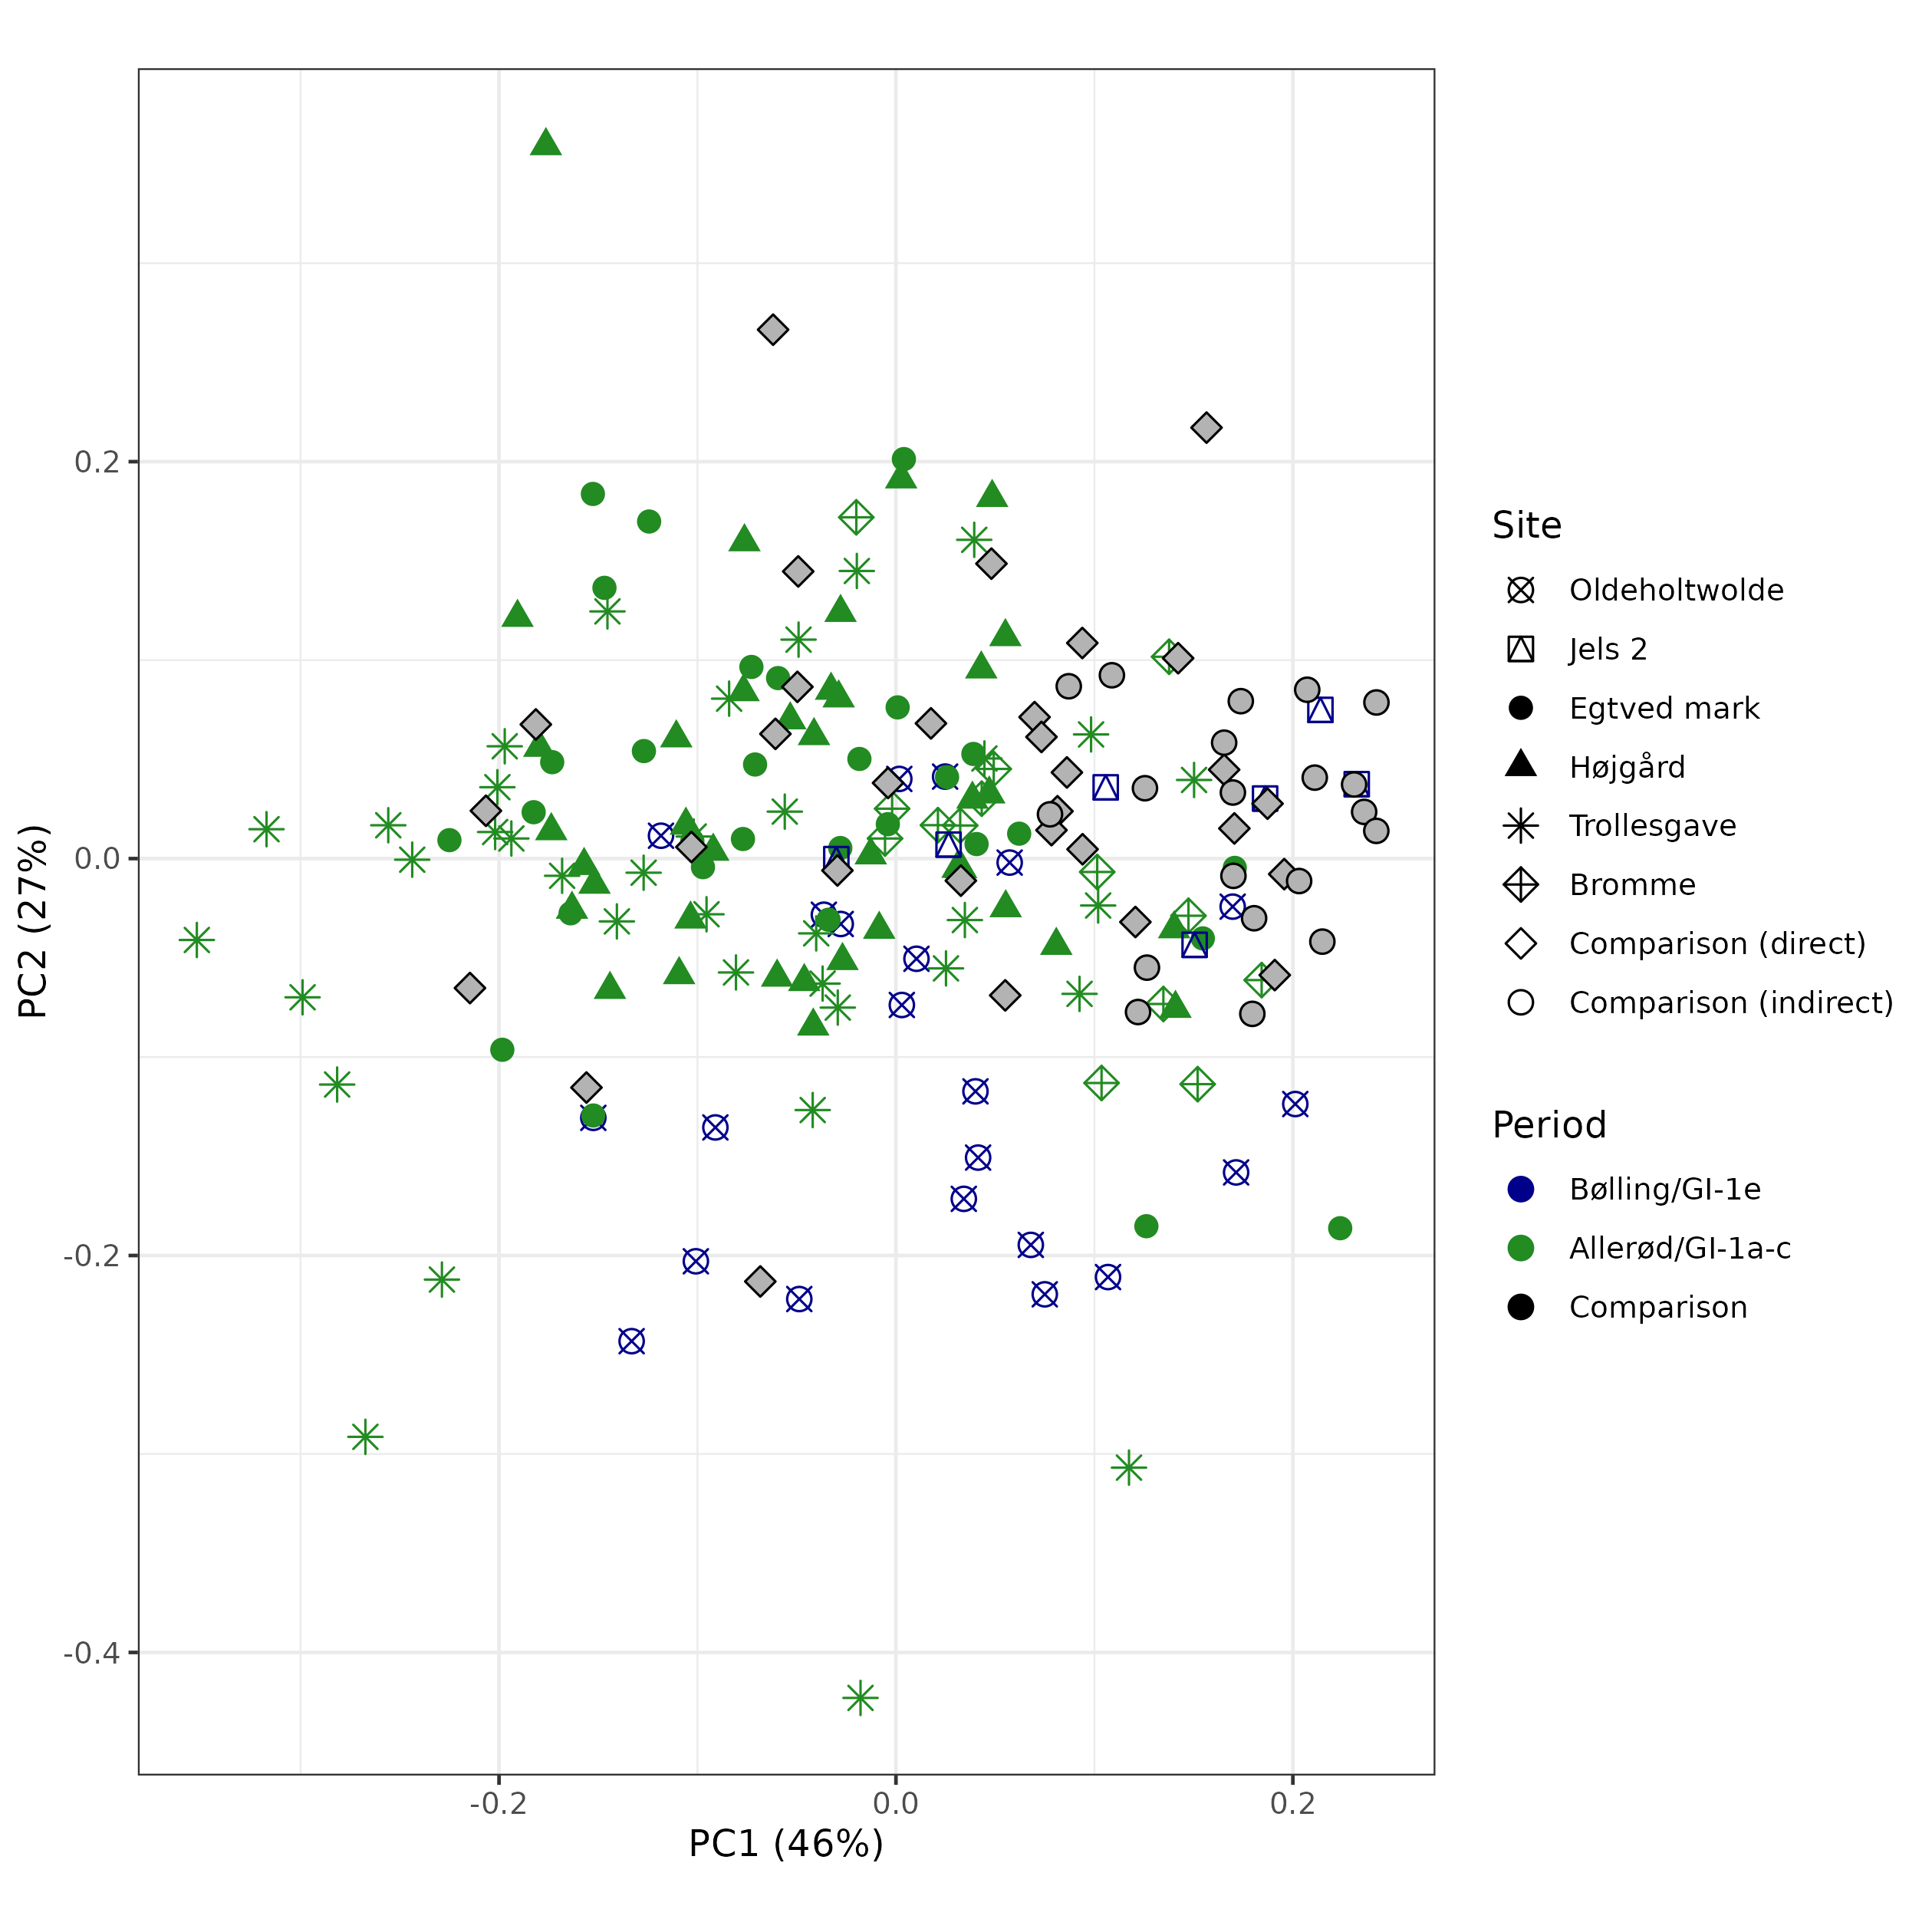 0.2
0.0
-0.2
-0.4
PC2 (27%)
-0.2
0.0
0.2
PC1 (46%)
Site
Oldeholtwolde
Jels 2
Egtved mark
Højgård
Trollesgave
Bromme
Comparison (direct)
Comparison (indirect)
Period
Bølling/GI-1e
Allerød/GI-1a-c
Comparison